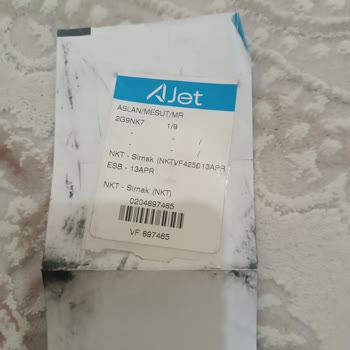 AJet
ASLAN/MESUT/MR
2G9NK7 1/9
- - /
- - /
NKT - Sirnak (NKTVF425013APR
ESB - 13APR
NKT - Sirnak (NKT)
0204897465
VF 897465